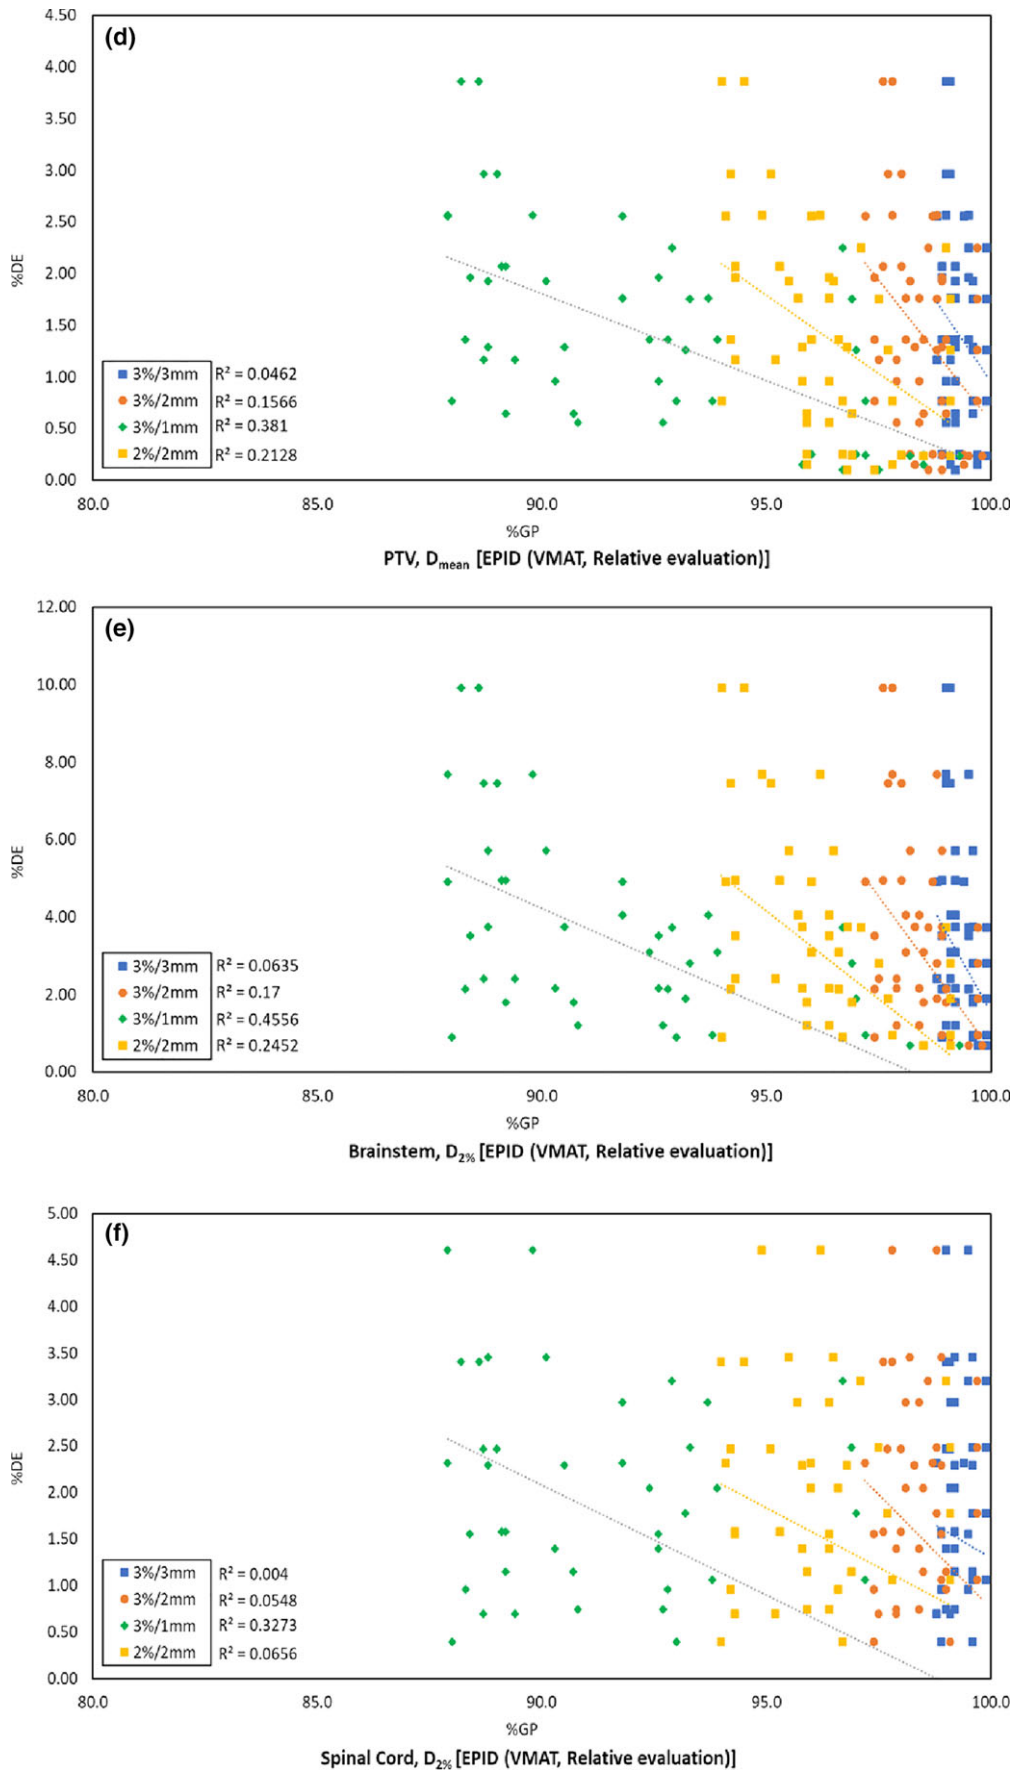 (d)
4.50
4.00
3.50
3.00
2.50
2.00
1.50
1.00
0.50
0.00
%DE
3%/3mm R² = 0.0462
3%/2mm R² = 0.1566
3%/1mm R² = 0.381
2%/2mm R² = 0.2128
80.0 85.0 90.0 95.0 100.0
%GP
PTV, Dmean [EPID (VMAT, Relative evaluation)]
(e)
12.00
10.00
8.00
6.00
4.00
2.00
0.00
%DE
3%/3mm R² = 0.0635
3%/2mm R² = 0.17
3%/1mm R² = 0.4556
2%/2mm R² = 0.2452
80.0 85.0 90.0 95.0 100.0
%GP
Brainstem, D2% [EPID (VMAT, Relative evaluation)]
(f)
5.00
4.50
4.00
3.50
3.00
2.50
2.00
1.50
1.00
0.50
0.00
%DE
3%/3mm R² = 0.004
3%/2mm R² = 0.0548
3%/1mm R² = 0.3273
2%/2mm R² = 0.0656
80.0 85.0 90.0 95.0 100.0
%GP
Spinal Cord, D2% [EPID (VMAT, Relative evaluation)]